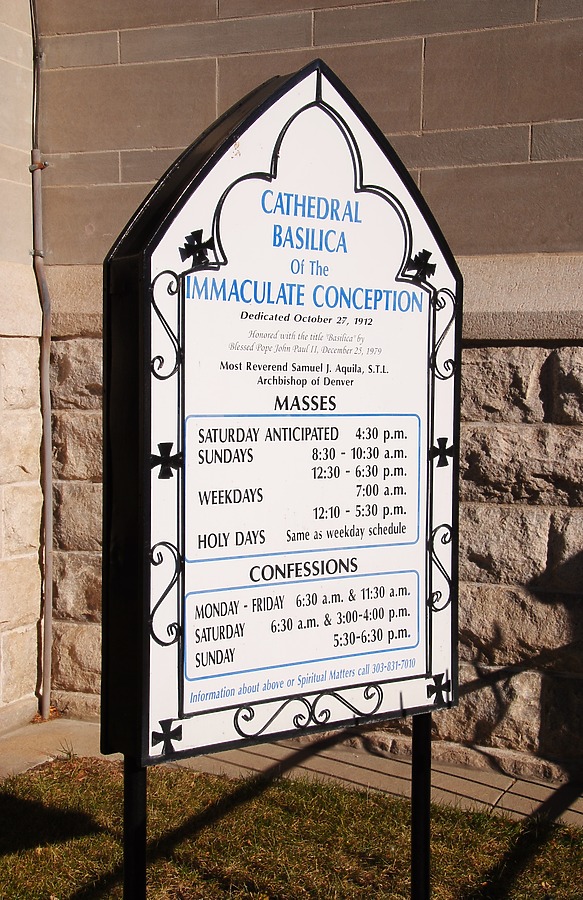 CATHEDRAL
BASILICA
Of The
IMMACULATE CONCEPTION
Dedicated October 27, 1912
Honored with the title 'Basilica' by
Blessed Pope John Paul II, December 25, 1979
Most Reverend Samuel J. Aquila, S.T.L.
Archbishop of Denver
MASSES
SATURDAY ANTICIPATED 4:30 p.m.
SUNDAYS 8:30 - 10:30 a.m.
12:30 - 6:30 p.m.
WEEKDAYS 7:00 a.m.
12:10 - 5:30 p.m.
HOLY DAYS Same as weekday schedule
CONFESSIONS
MONDAY - FRIDAY 6:30 a.m. & 11:30 a.m.
SATURDAY 6:30 a.m. & 3:00-4:00 p.m.
SUNDAY 5:30-6:30 p.m.
Information about above or Spiritual Matters call 303-831-7010